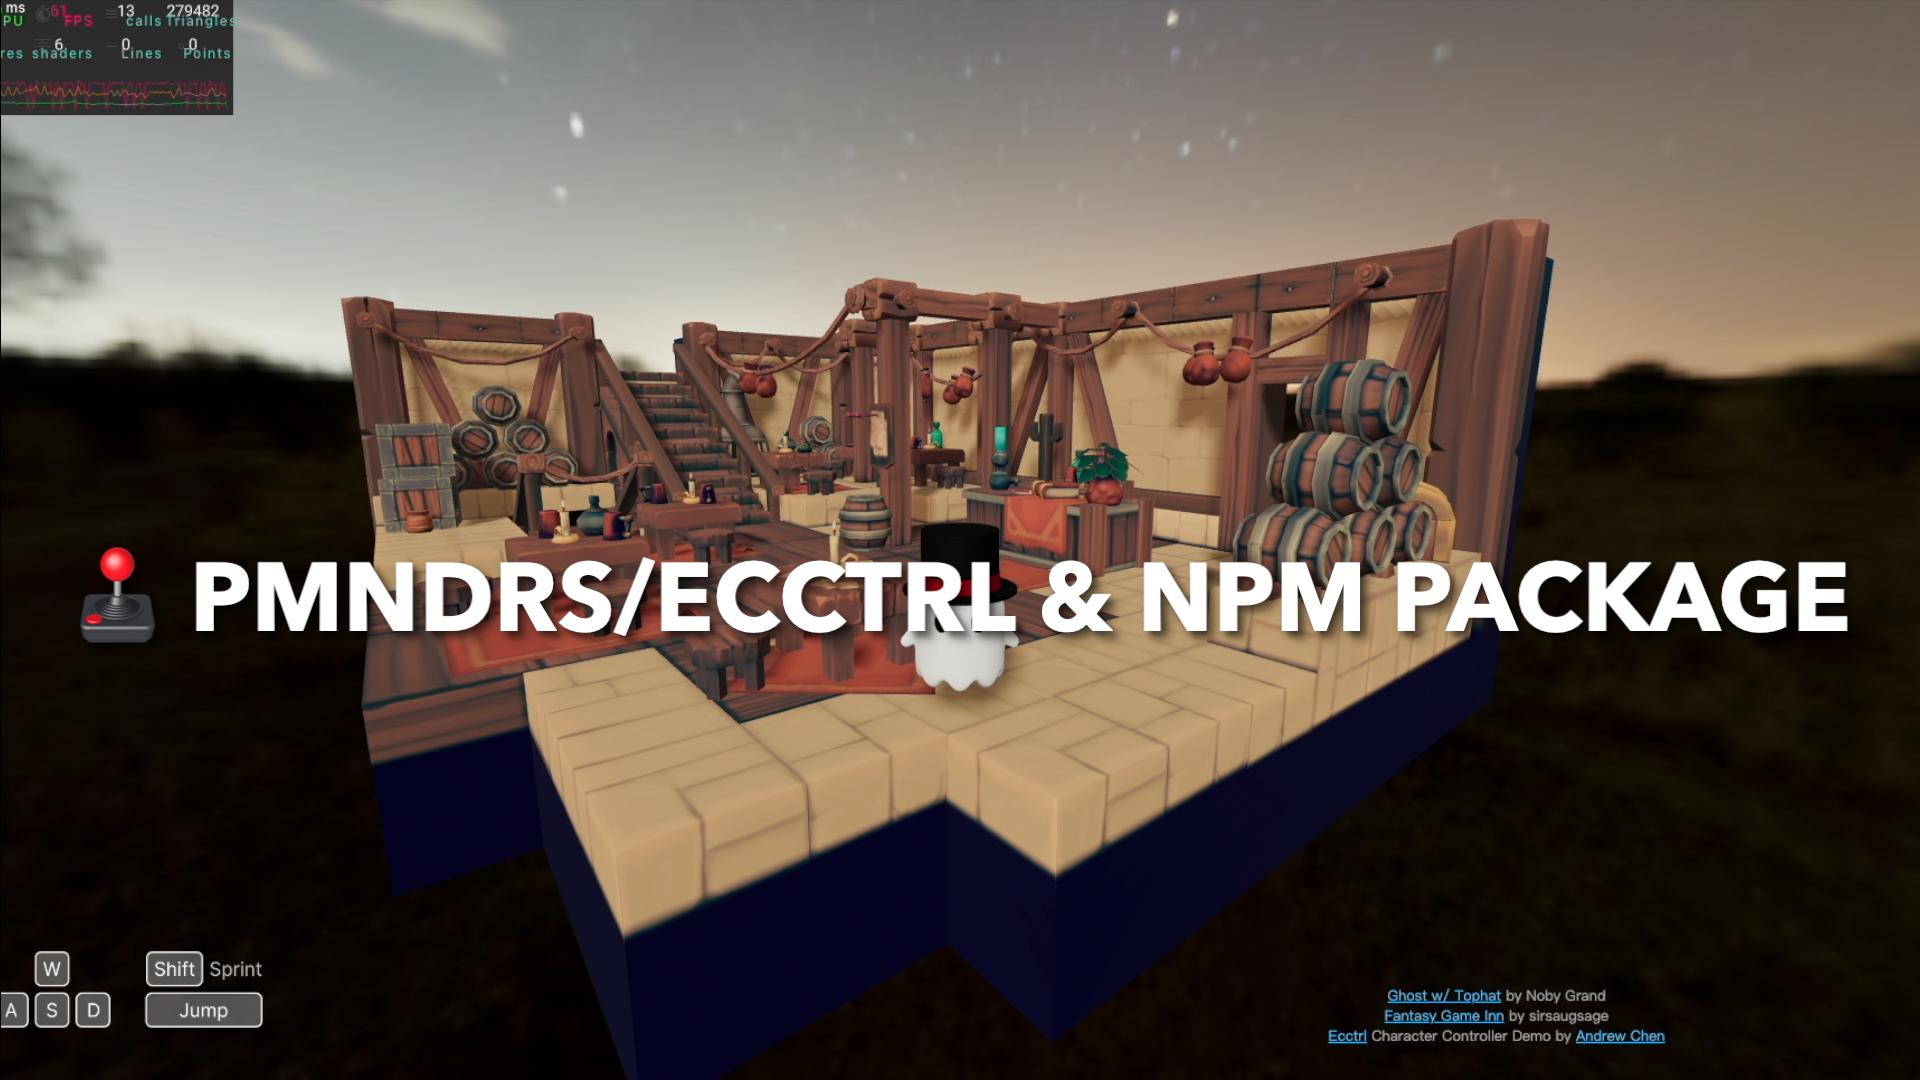 ms 61 13 279482
PU FPS calls Triangles
6 0 0
res shaders Lines Points
🕹️ PMNDRS/ECCTRL & NPM PACKAGE
W Shift Sprint
A S D Jump
Ghost w/ Tophat by Noby Grand
Fantasy Game Inn by sirsaugsage
Ecctrl Character Controller Demo by Andrew Chen